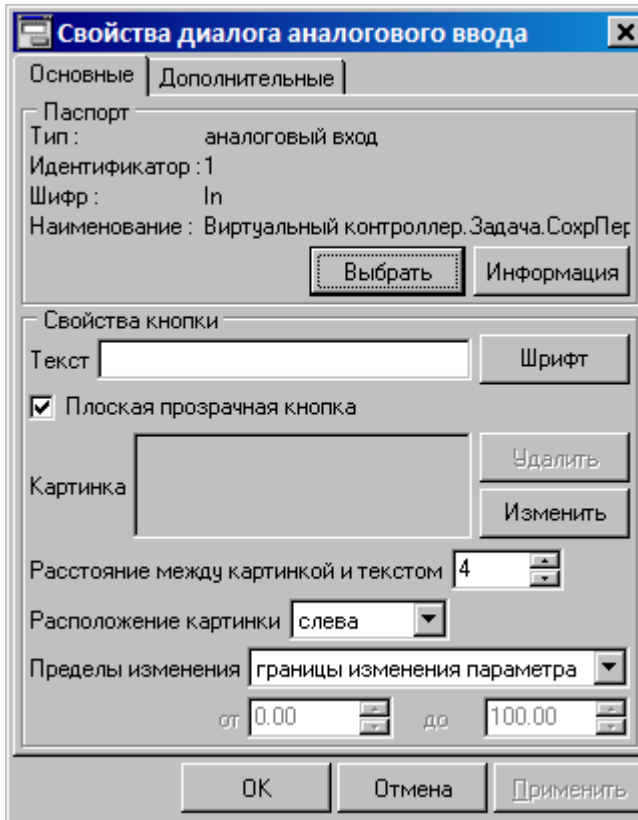 Свойства диалога аналогового ввода
Основные Дополнительные
Паспорт
Тип : аналоговый вход
Идентификатор : 1
Шифр : In
Наименование : Виртуальный контроллер.Задача.СохрПер
Выбрать Информация
Свойства кнопки
Текст Шрифт
Плоская прозрачная кнопка
Удалить
Картинка
Изменить
Расстояние между картинкой и текстом 4
Расположение картинки слева
Пределы изменения границы изменения параметра
от 0.00 до 100.00
OK Отмена Применить